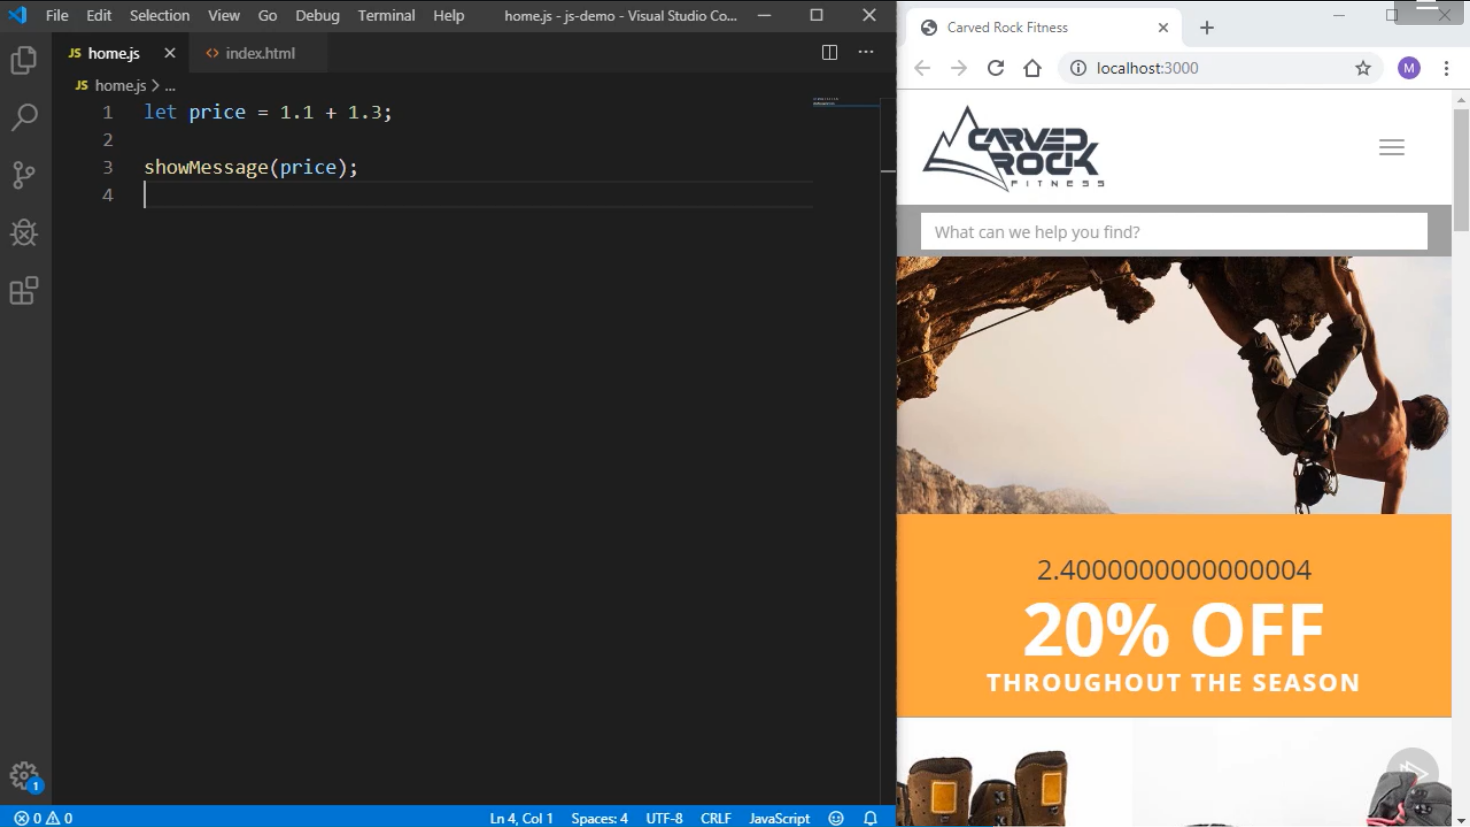 File Edit Selection View Go Debug Terminal Help home.js - js-demo - Visual Studio Co...
JS home.js index.html
JS home.js > ...
1 let price = 1.1 + 1.3;
2
3 showMessage(price);
4
1
0 0 Ln 4, Col 1 Spaces: 4 UTF-8 CRLF JavaScript
Carved Rock Fitness
localhost:3000 M
CARVED
ROCK
FITNESS
What can we help you find?
2.4000000000000004
20% OFF
THROUGHOUT THE SEASON